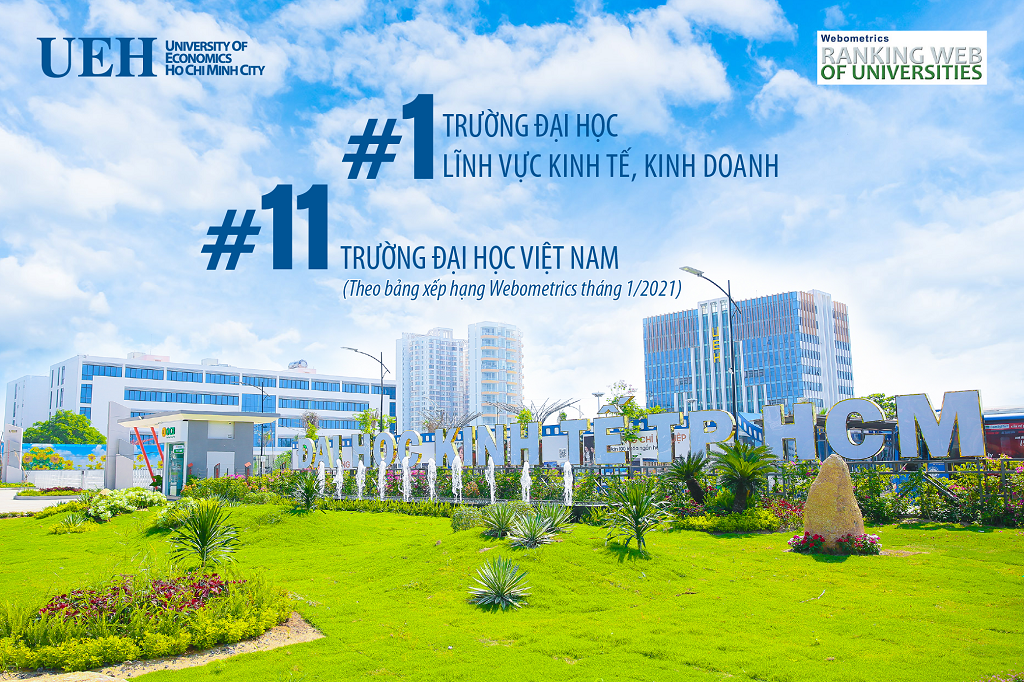 UEH
UNIVERSITY OF
ECONOMICS
HO CHI MINH CITY
Webometrics
RANKING WEB
OF UNIVERSITIES
#1 TRƯỜNG ĐẠI HỌC
LĨNH VỰC KINH TẾ, KINH DOANH
#11 TRƯỜNG ĐẠI HỌC VIỆT NAM
(Theo bảng xếp hạng Webometrics tháng 1/2021)
ĐẠI HỌC KINH TẾ TP. HCM